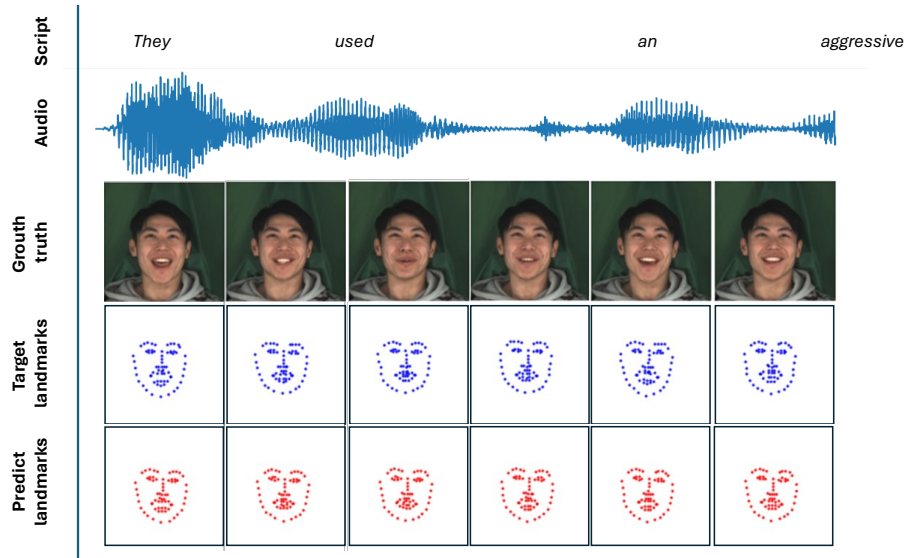 Script
They used an aggressive
Audio
Grouth
truth
Target
landmarks
Predict
landmarks